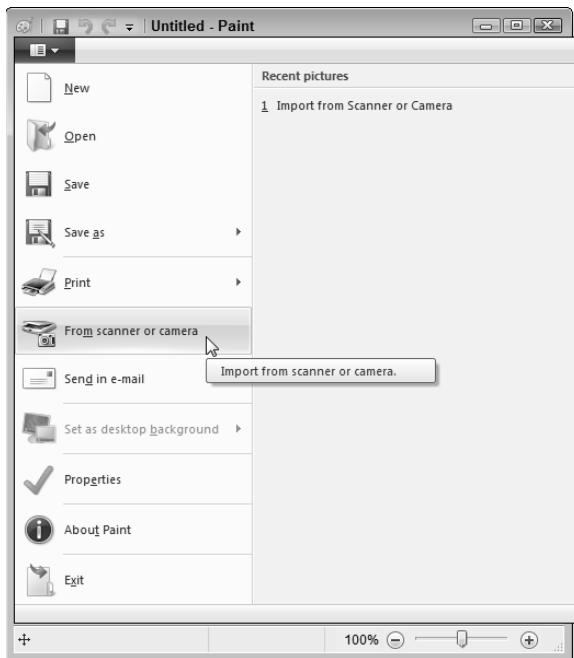 Untitled - Paint
Recent pictures
New
1 Import from Scanner or Camera
Open
Save
Save as
Print
From scanner or camera
Import from scanner or camera.
Send in e-mail
Set as desktop background
Properties
About Paint
Exit
100%